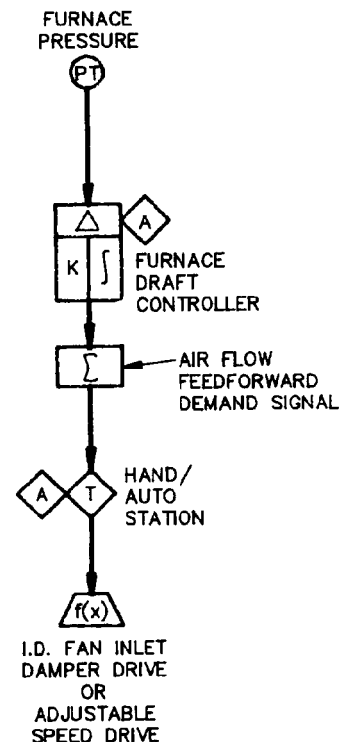 FURNACE
PRESSURE
PT
△
A
K ∫
FURNACE
DRAFT
CONTROLLER
Σ
AIR FLOW
FEEDFORWARD
DEMAND SIGNAL
A
T
HAND/
AUTO
STATION
f(x)
I.D. FAN INLET
DAMPER DRIVE
OR
ADJUSTABLE
SPEED DRIVE